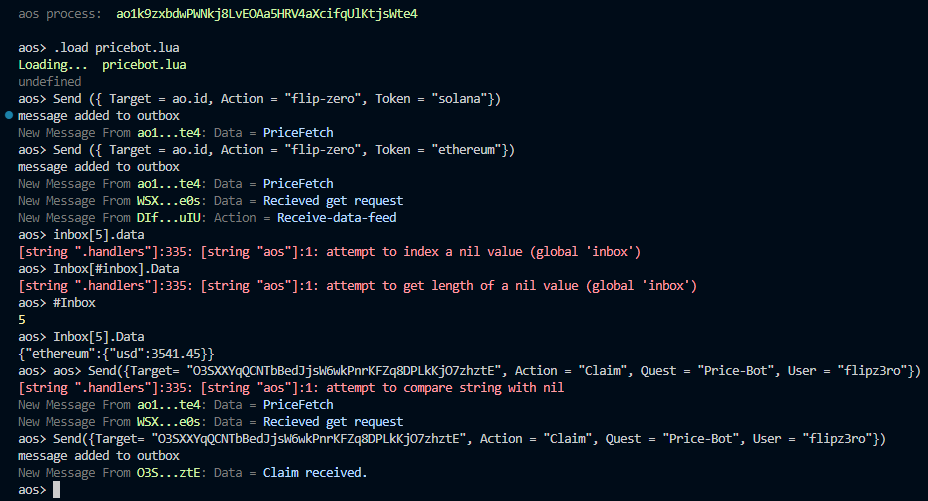 aos process:  ao1k9zxbdwPWNkj8LvEOAa5HRV4aXcifqUlKtjsWte4
aos> .load pricebot.lua
Loading...  pricebot.lua
undefined
aos> Send ({ Target = ao.id, Action = "flip-zero", Token = "solana"})
message added to outbox
New Message From ao1...te4: Data = PriceFetch
aos> Send ({ Target = ao.id, Action = "flip-zero", Token = "ethereum"})
message added to outbox
New Message From ao1...te4: Data = PriceFetch
New Message From WSX...e0s: Data = Recieved get request
New Message From DIf...uIU: Action = Receive-data-feed
aos> inbox[5].data
[string ".handlers"]:335: [string "aos"]:1: attempt to index a nil value (global 'inbox')
aos> Inbox[#inbox].Data
[string ".handlers"]:335: [string "aos"]:1: attempt to get length of a nil value (global 'inbox')
aos> #Inbox
5
aos> Inbox[5].Data
{"ethereum":{"usd":3541.45}}
aos> aos> Send({Target= "O3SXXYqQCNTbBedJjsW6wkPnrKFZq8DPLkKjO7zhztE", Action = "Claim", Quest = "Price-Bot", User = "flipz3ro"})
[string ".handlers"]:335: [string "aos"]:1: attempt to compare string with nil
New Message From ao1...te4: Data = PriceFetch
New Message From WSX...e0s: Data = Recieved get request
aos> Send({Target= "O3SXXYqQCNTbBedJjsW6wkPnrKFZq8DPLkKjO7zhztE", Action = "Claim", Quest = "Price-Bot", User = "flipz3ro"})
message added to outbox
New Message From O3S...ztE: Data = Claim received.
aos>